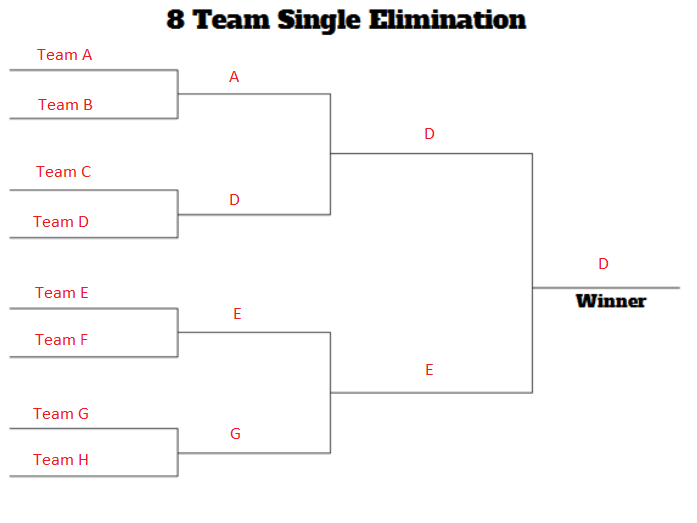 8 Team Single Elimination
Team A
A
Team B
D
Team C
D
Team D
D
Winner
Team E
E
Team F
E
Team G
G
Team H